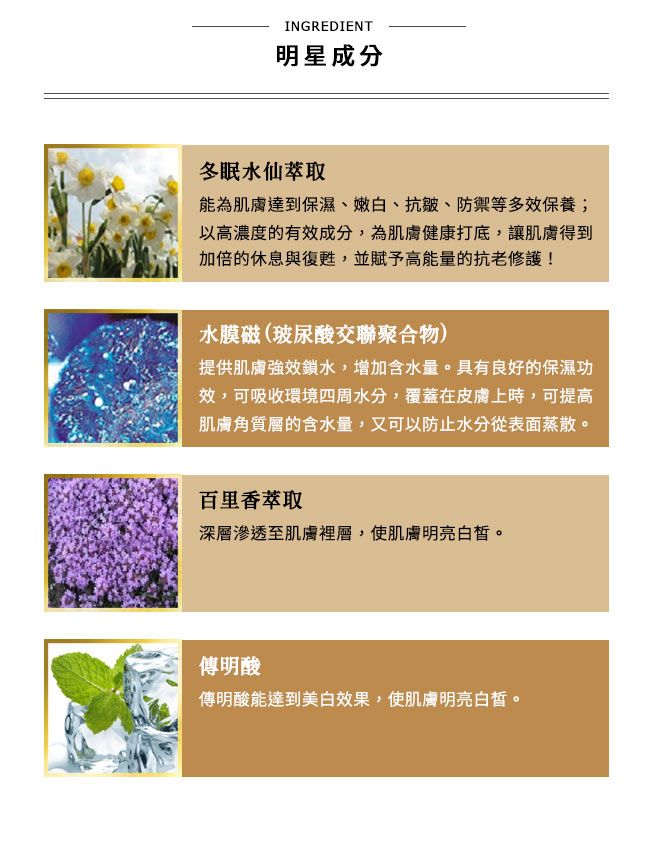 INGREDIENT
明星成分
冬眠水仙萃取
能為肌膚達到保濕、嫩白、抗皺、防禦等多效保養；
以高濃度的有效成分，為肌膚健康打底，讓肌膚得到
加倍的休息與復甦，並賦予高能量的抗老修護！
水膜磁(玻尿酸交聯聚合物)
提供肌膚強效鎖水，增加含水量。具有良好的保濕功
效，可吸收環境四周水分，覆蓋在皮膚上時，可提高
肌膚角質層的含水量，又可以防止水分從表面蒸散。
百里香萃取
深層滲透至肌膚裡層，使肌膚明亮白皙。
傳明酸
傳明酸能達到美白效果，使肌膚明亮白皙。